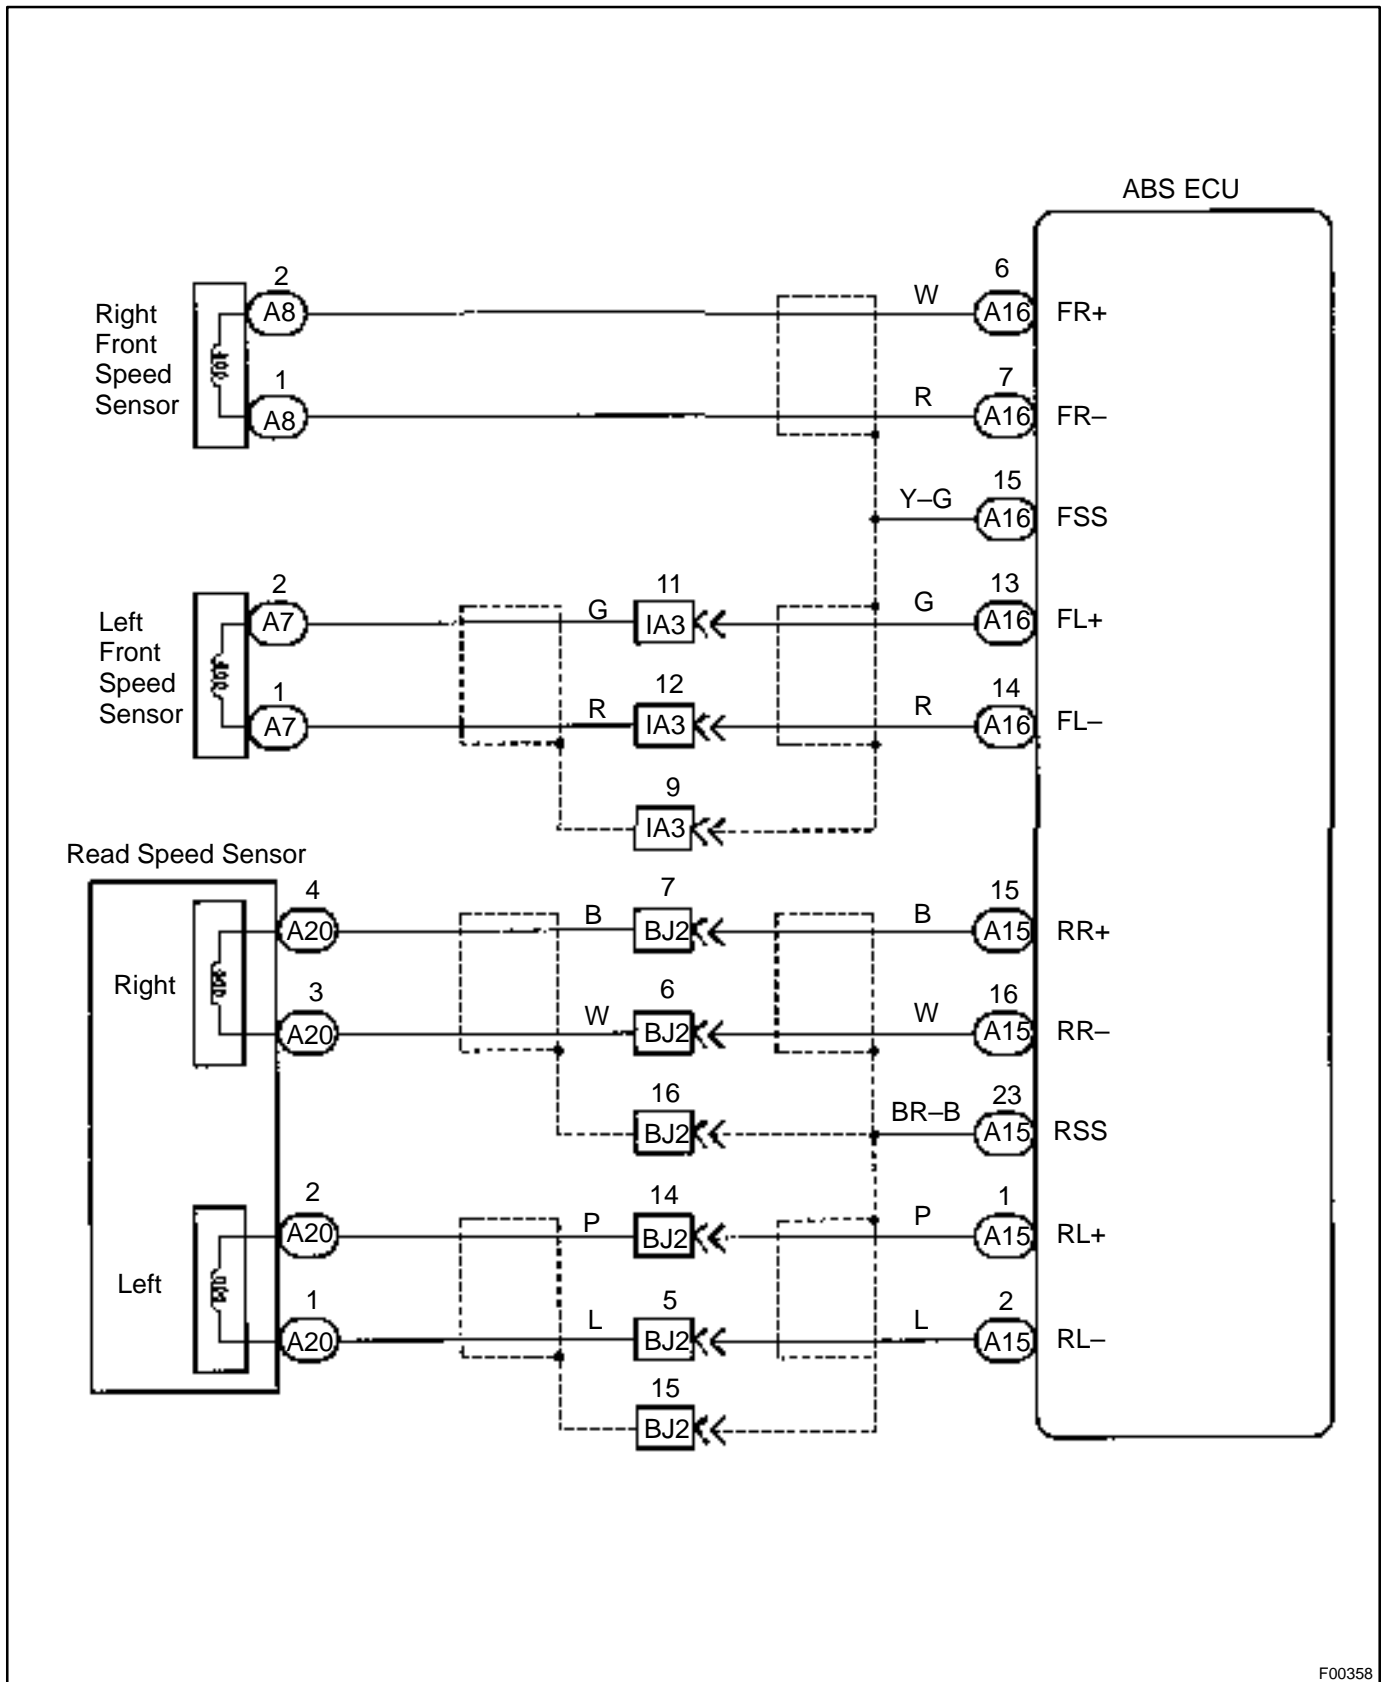 ABS ECU
2
A8
W
6
A16
FR+
Right
Front
Speed
Sensor
1
A8
R
7
A16
FR–
Y–G
15
A16
FSS
2
A7
G
11
IA3
G
13
A16
FL+
Left
Front
Speed
Sensor
1
A7
R
12
IA3
R
14
A16
FL–
9
IA3
Read Speed Sensor
4
A20
B
7
BJ2
B
15
A15
RR+
Right
3
A20
W
6
BJ2
W
16
A15
RR–
16
BJ2
BR–B
23
A15
RSS
2
A20
P
14
BJ2
P
1
A15
RL+
Left
1
A20
L
5
BJ2
L
2
A15
RL–
15
BJ2
F00358